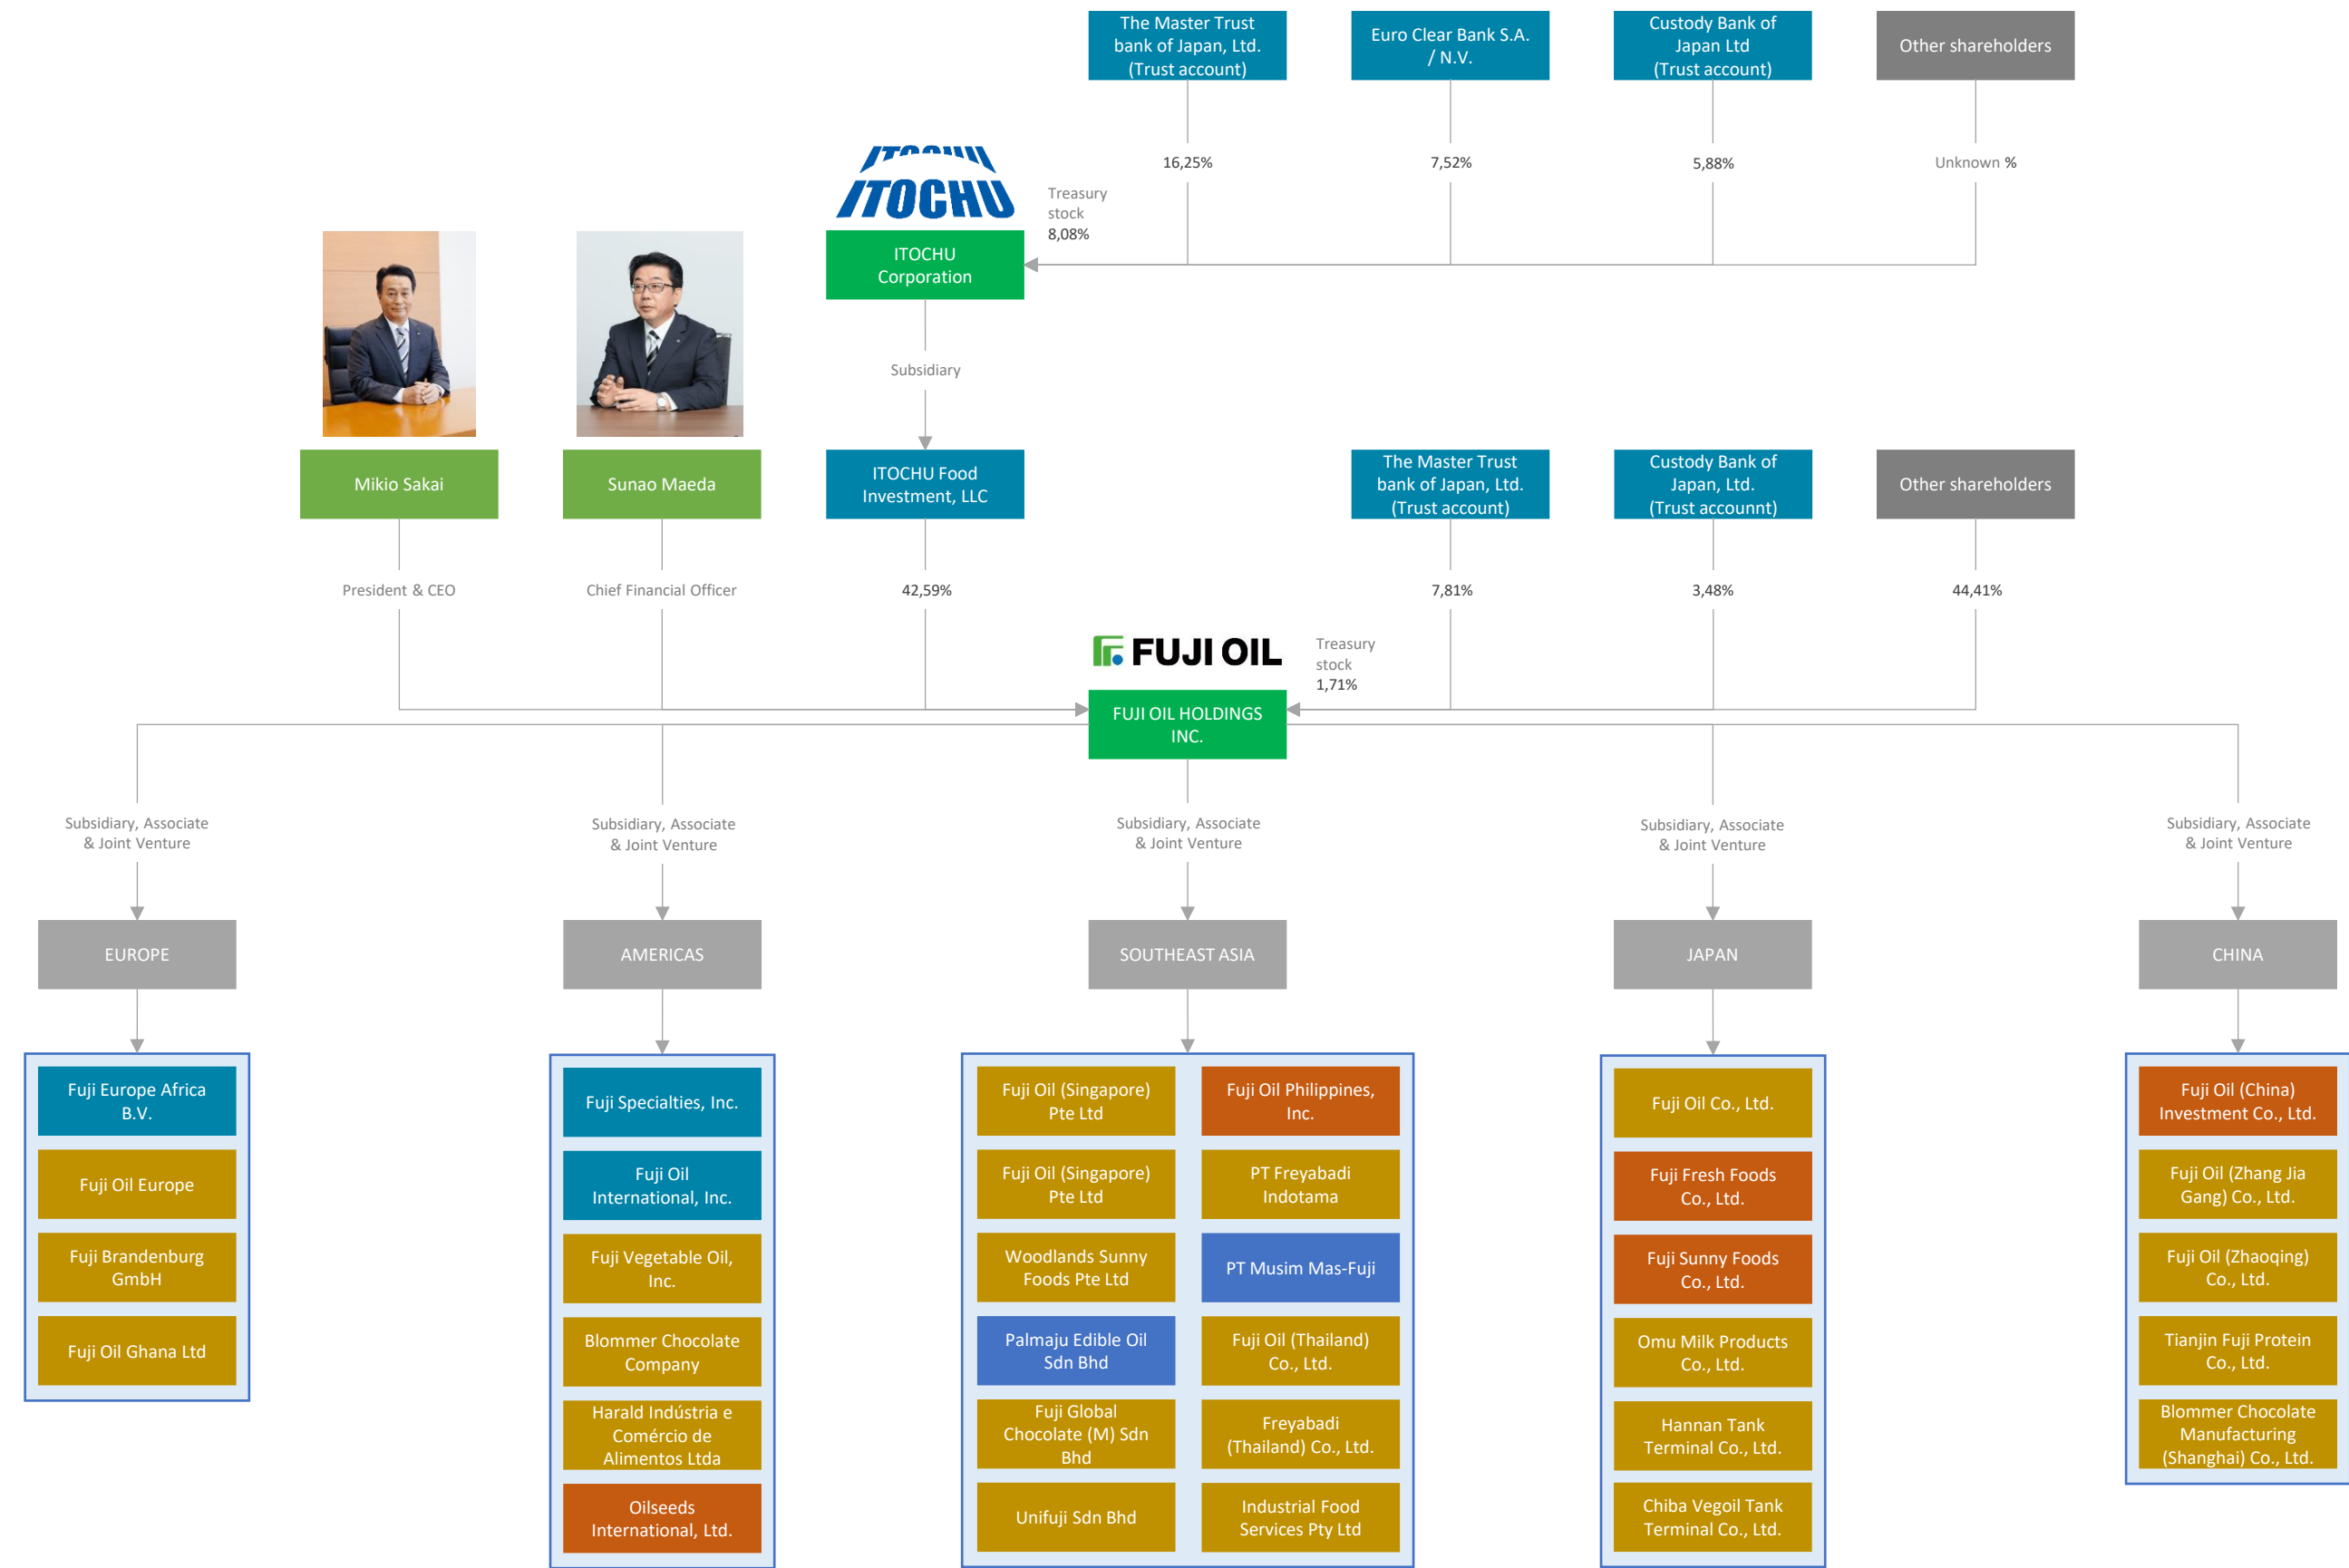 The Master Trust
bank of Japan, Ltd.
(Trust account)
Euro Clear Bank S.A.
/ N.V.
Custody Bank of
Japan Ltd
(Trust account)
Other shareholders
16,25%
7,52%
5,88%
Unknown %
ITOCHU
ITOCHU
Treasury
stock
8,08%
ITOCHU
Corporation
Subsidiary
Mikio Sakai
Sunao Maeda
ITOCHU Food
Investment, LLC
The Master Trust
bank of Japan, Ltd.
(Trust account)
Custody Bank of
Japan, Ltd.
(Trust accounnt)
Other shareholders
President & CEO
Chief Financial Officer
42,59%
7,81%
3,48%
44,41%
FUJI OIL
Treasury
stock
1,71%
FUJI OIL HOLDINGS
INC.
Subsidiary, Associate
& Joint Venture
Subsidiary, Associate
& Joint Venture
Subsidiary, Associate
& Joint Venture
Subsidiary, Associate
& Joint Venture
Subsidiary, Associate
& Joint Venture
EUROPE
AMERICAS
SOUTHEAST ASIA
JAPAN
CHINA
Fuji Europe Africa
B.V.
Fuji Oil Europe
Fuji Brandenburg
GmbH
Fuji Oil Ghana Ltd
Fuji Specialties, Inc.
Fuji Oil
International, Inc.
Fuji Vegetable Oil,
Inc.
Blommer Chocolate
Company
Harald Indústria e
Comércio de
Alimentos Ltda
Oilseeds
International, Ltd.
Fuji Oil (Singapore)
Pte Ltd
Fuji Oil (Singapore)
Pte Ltd
Woodlands Sunny
Foods Pte Ltd
Palmaju Edible Oil
Sdn Bhd
Fuji Global
Chocolate (M) Sdn
Bhd
Unifuji Sdn Bhd
Fuji Oil Philippines,
Inc.
PT Freyabadi
Indotama
PT Musim Mas-Fuji
Fuji Oil (Thailand)
Co., Ltd.
Freyabadi
(Thailand) Co., Ltd.
Industrial Food
Services Pty Ltd
Fuji Oil Co., Ltd.
Fuji Fresh Foods
Co., Ltd.
Fuji Sunny Foods
Co., Ltd.
Omu Milk Products
Co., Ltd.
Hannan Tank
Terminal Co., Ltd.
Chiba Vegoil Tank
Terminal Co., Ltd.
Fuji Oil (China)
Investment Co., Ltd.
Fuji Oil (Zhang Jia
Gang) Co., Ltd.
Fuji Oil (Zhaoqing)
Co., Ltd.
Tianjin Fuji Protein
Co., Ltd.
Blommer Chocolate
Manufacturing
(Shanghai) Co., Ltd.